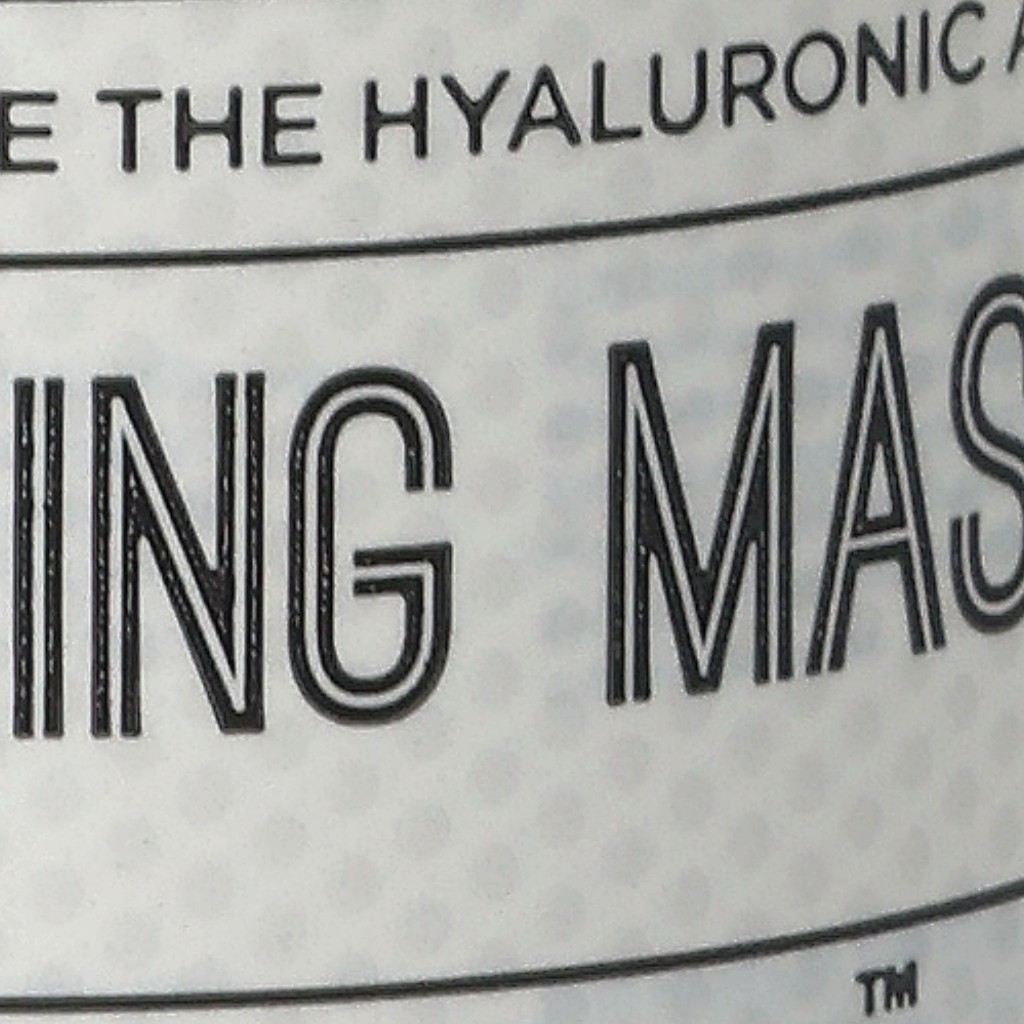 E THE HYALURONIC A
ING MAS
TM